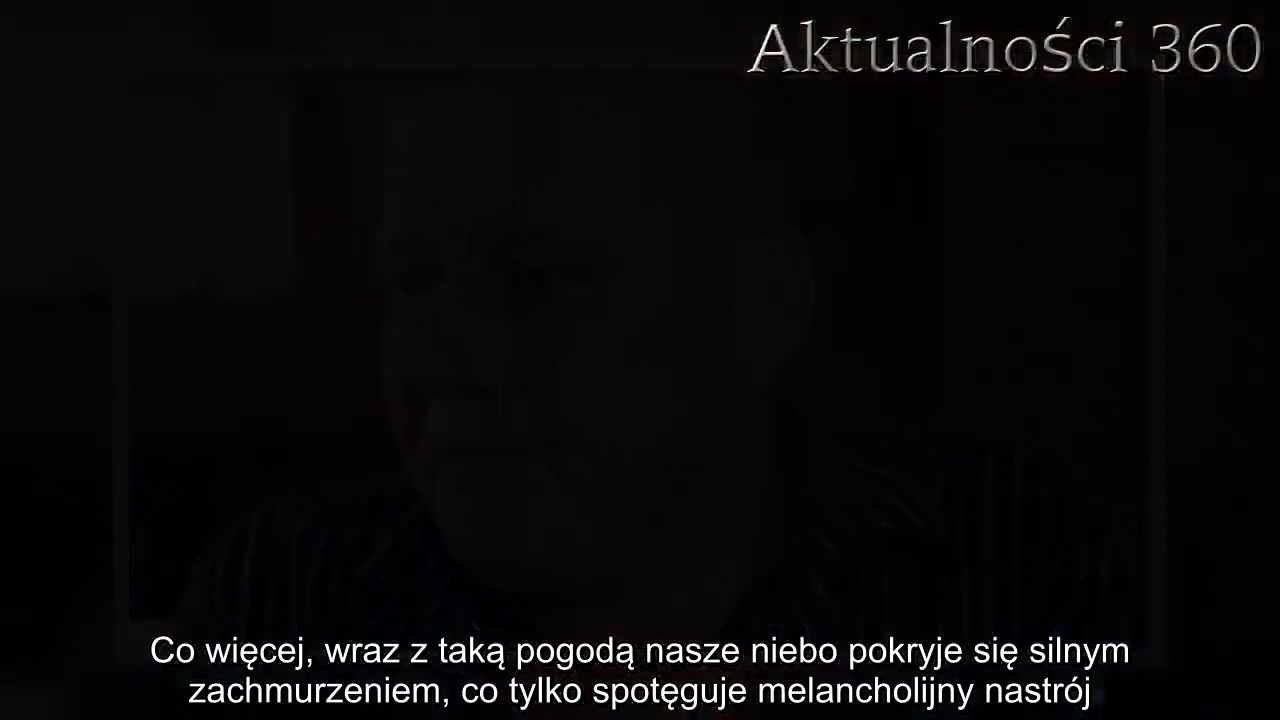 Aktualności 360
Co więcej, wraz z taką pogodą nasze niebo pokryje się silnym
zachmurzeniem, co tylko spotęguje melancholijny nastrój